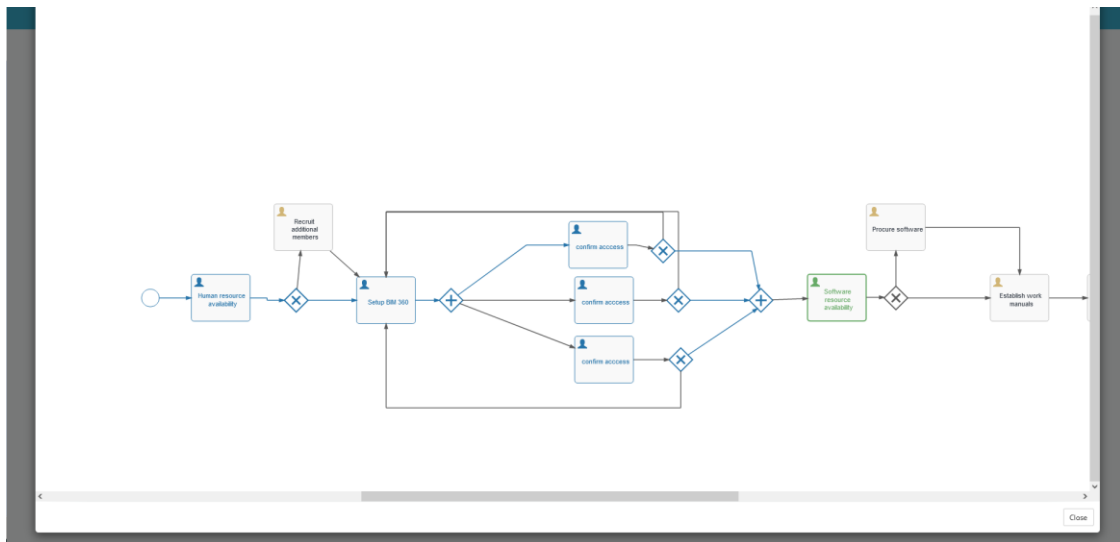 Recruit
additional
members
Human resource
availability
Setup BIM 360
confirm acccess
confirm acccess
confirm acccess
Software
resource
availability
Procure software
Establish work
manuals
Close